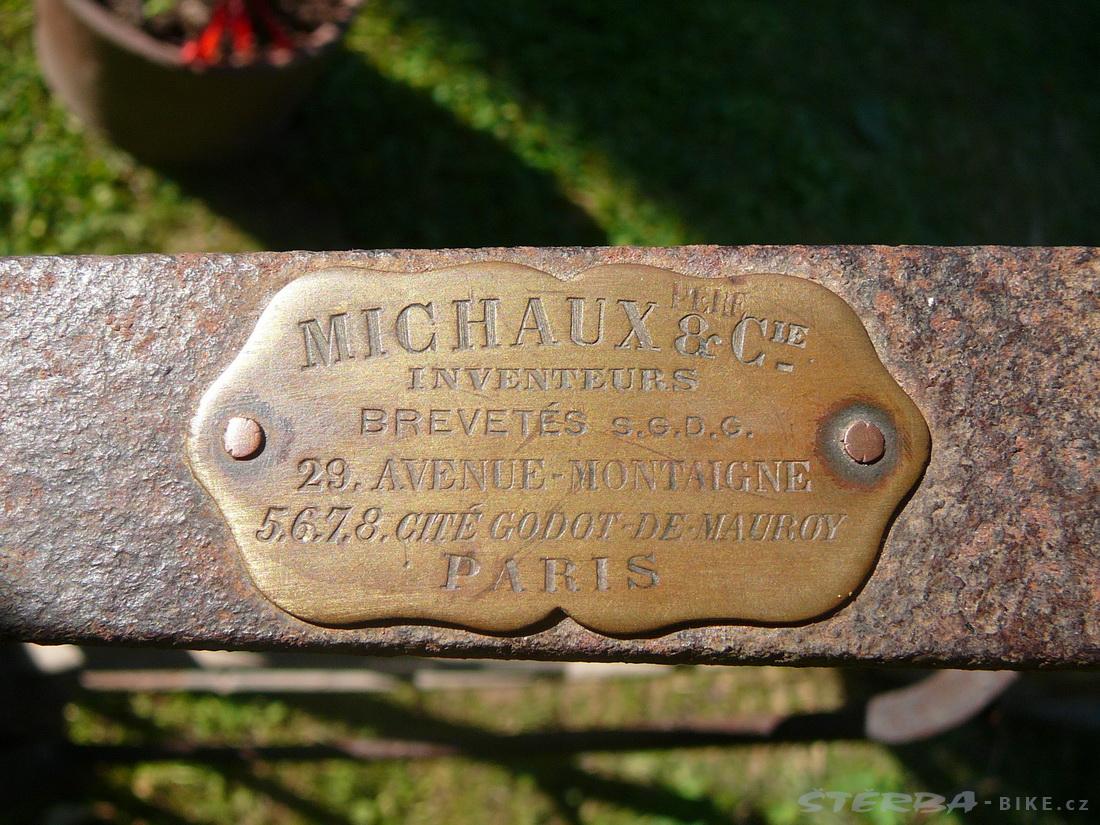 PERE
MICHAUX & CIE
INVENTEURS
BREVETÉS S.G.D.G.
29. AVENUE-MONTAIGNE
5.6.7.8. CITÉ GODOT-DE-MAUROY
PARIS
ŠTĚRBA-BIKE.cz